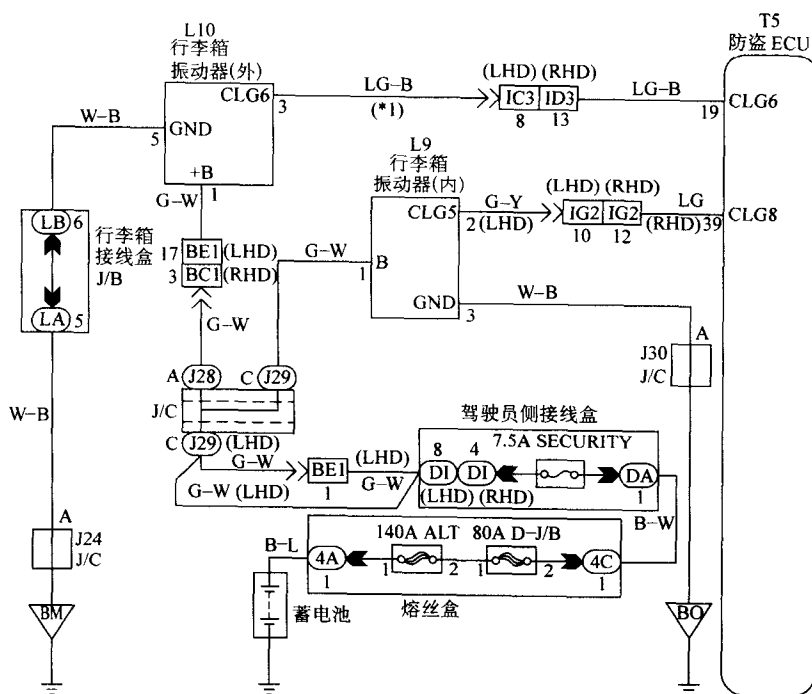 L10
行李箱
振动器(外)
T5
防盗 ECU
CLG6
3
LG-B
(*1)
(LHD) (RHD)
IC3 ID3
8 13
LG-B
19 CLG6
W-B
5 GND
+B
1
G-W
L9
行李箱
振动器(内)
CLG5
G-Y
2 (LHD)
(LHD) (RHD)
IG2 IG2
10 12
LG
(RHD) 39
CLG8
LB 6
行李箱
接线盒
J/B
LA 5
17 BE1 (LHD)
3 BC1 (RHD)
G-W
G-W
1 B
GND
3
W-B
A
J30
J/C
A J28 C J29
J/C
C J29 (LHD)
W-B
G-W
G-W (LHD)
BE1
1
(LHD)
G-W
驾驶员侧接线盒
7.5A SECURITY
8 4
DI DI
(LHD) (RHD)
DA
1
B-W
A
J24
J/C
B-L
140A ALT 80A D-J/B
4A 1 2 1 2 4C
1 1
熔丝盒
蓄电池
BM
BO